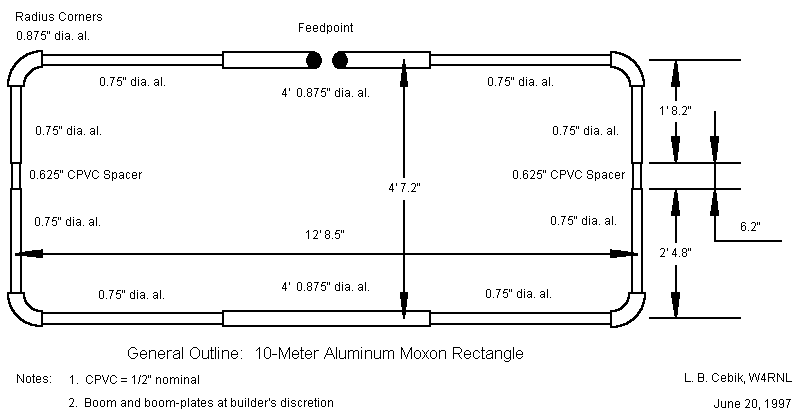 Radius Corners
0.875" dia. al.
Feedpoint
0.75" dia. al.
4' 0.875" dia. al.
0.75" dia. al.
1' 8.2"
0.75" dia. al.
0.75" dia. al.
0.625" CPVC Spacer
4' 7.2"
0.625" CPVC Spacer
0.75" dia. al.
0.75" dia. al.
6.2"
12' 8.5"
2' 4.8"
0.75" dia. al.
4' 0.875" dia. al.
0.75" dia. al.
General Outline: 10-Meter Aluminum Moxon Rectangle
Notes: 1. CPVC = 1/2" nominal
2. Boom and boom-plates at builder's discretion
L. B. Cebik, W4RNL
June 20, 1997